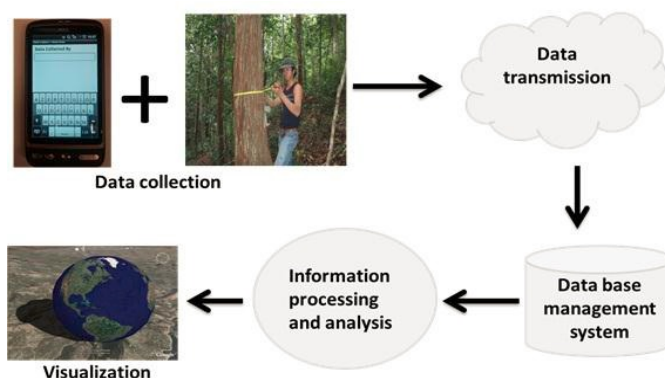 Data Collected By
Data collection
Data
transmission
Data base
management
system
Information
processing
and analysis
Visualization